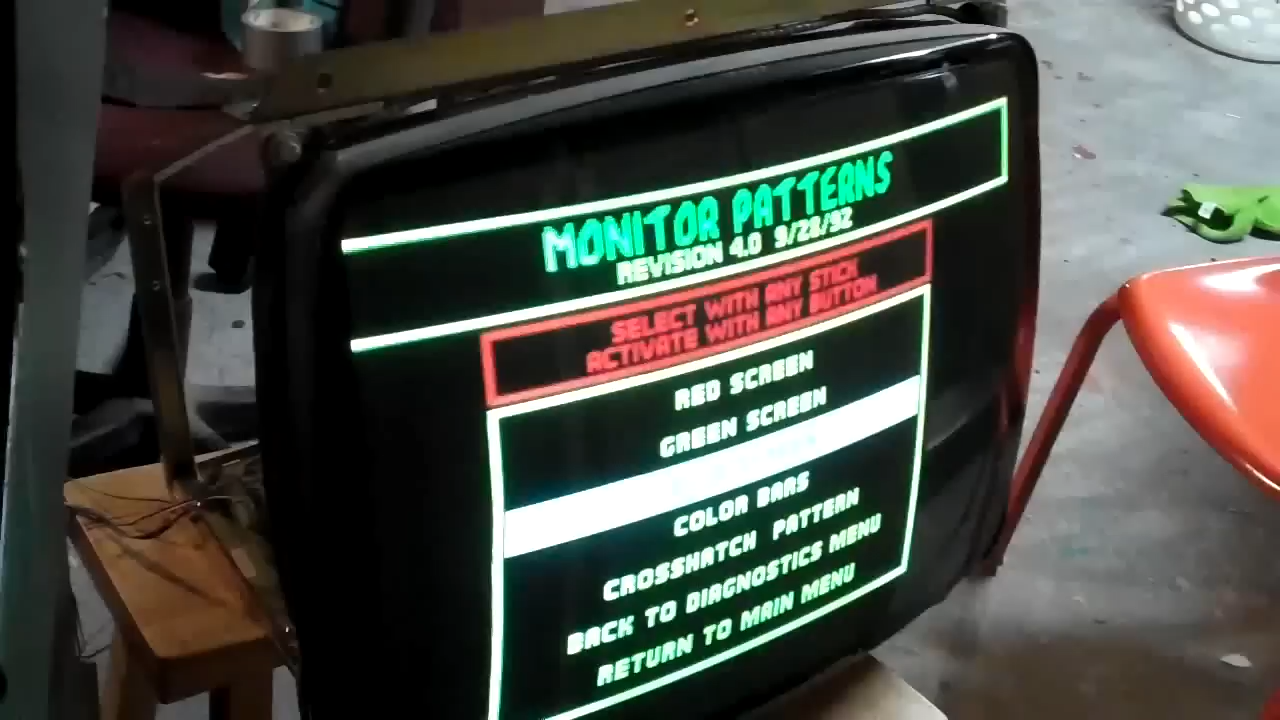 MONITOR PATTERNS
REVISION 4.0 9/28/92
SELECT WITH ANY STICK
ACTIVATE WITH ANY BUTTON
RED SCREEN
GREEN SCREEN
COLOR BARS
CROSSHATCH PATTERN
BACK TO DIAGNOSTICS MENU
RETURN TO MAIN MENU